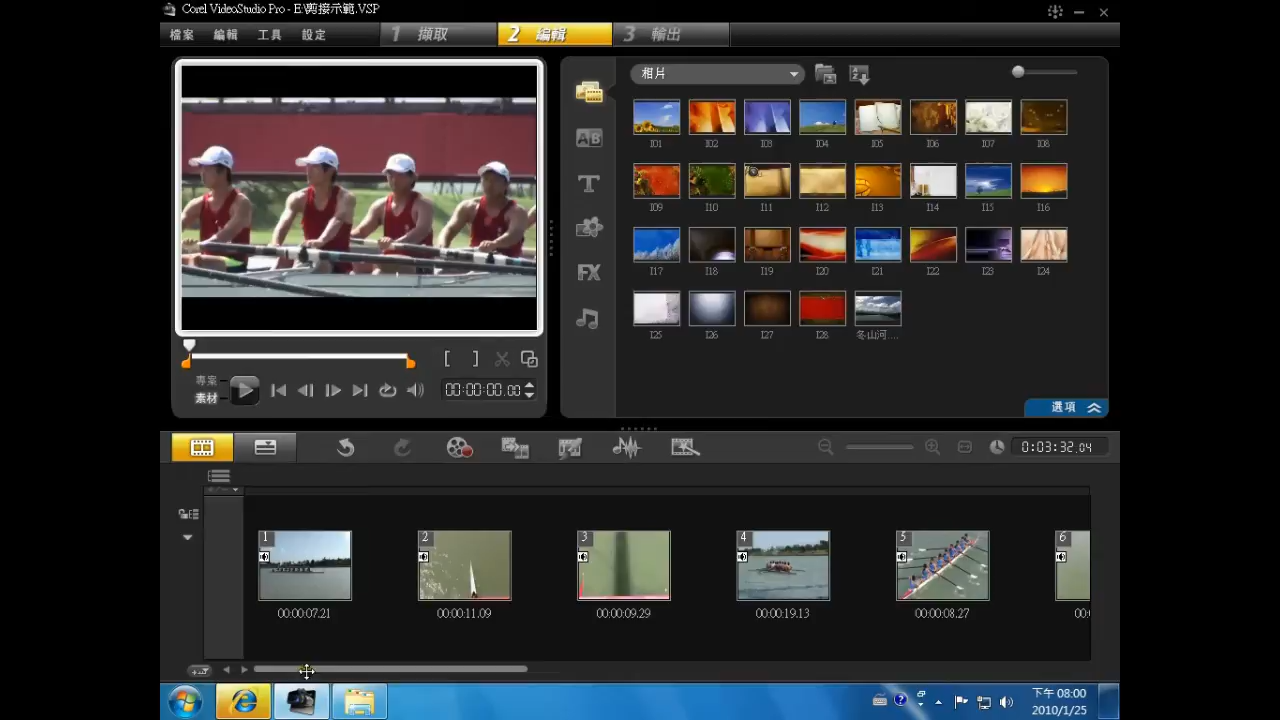 Corel VideoStudio Pro - E:\剪接示範.VSP
檔案 編輯 工具 設定 1 擷取 2 編輯 3 輸出
相片
AB
T
FX
I01 I02 I03 I04 I05 I06 I07 I08
I09 I10 I11 I12 I13 I14 I15 I16
I17 I18 I19 I20 I21 I22 I23 I24
I25 I26 I27 I28 冬山河....
[ ]
專案
素材
00:00:00.00
選項
0:03:32.04
1 2 3 4 5 6
00:00:07.21 00:00:11.09 00:00:09.29 00:00:19.13 00:00:08.27 00:0
下午 08:00
2010/1/25